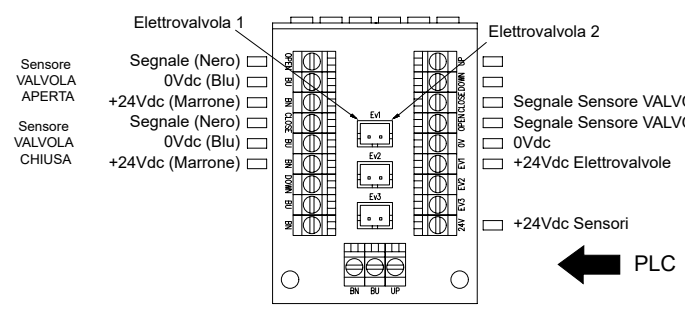 Elettrovalvola 1
Elettrovalvola 2
Sensore
VALVOLA
APERTA
Segnale (Nero)
0Vdc (Blu)
+24Vdc (Marrone)
Sensore
VALVOLA
CHIUSA
Segnale (Nero)
0Vdc (Blu)
+24Vdc (Marrone)
OPEN
BU
BN
CLOSE
BU
BN
DOWN
BU
BN
Ev1
Ev2
Ev3
BN BU UP
UP
DOWN
CLOSE
OPEN
0V
EV1
EV2
EV3
24V
Segnale Sensore VALVO
Segnale Sensore VALVO
0Vdc
+24Vdc Elettrovalvole
+24Vdc Sensori
PLC